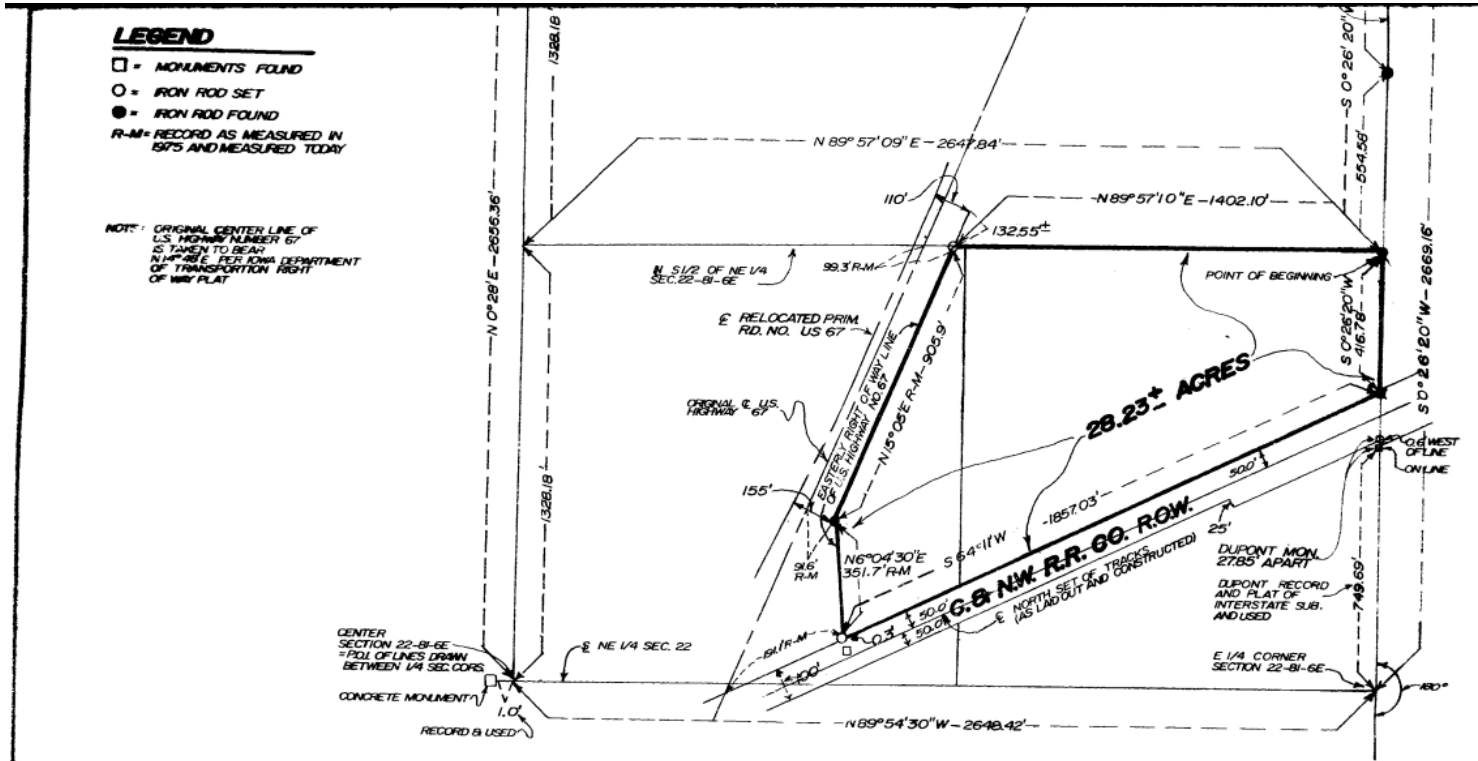 LEGEND
□ = MONUMENTS FOUND
○ = IRON ROD SET
● = IRON ROD FOUND
R-M = RECORD AS MEASURED IN
1975 AND MEASURED TODAY
NOTE: ORIGINAL CENTER LINE OF
U.S. HIGHWAY NUMBER 67
IS TAKEN TO BEAR
PER IOWA DEPARTMENT
OF TRANSPORTION RIGHT
OF WAY PLAT
1328.18'
N 0° 28' E - 2656.36'
1328.18'
N 89° 57' 09" E - 2647.84'
110'
N89° 57' 10" E - 1402.10'
132.55'±
99.3' R-M
N S 1/2 OF NE 1/4
SEC. 22-81-6E
℄ RELOCATED PRIM.
RD. NO. US 67
ORIGINAL ℄ U.S.
HIGHWAY 67
EASTERLY RIGHT OF WAY LINE
OF U.S. HIGHWAY NO. 67
N 15° 05' E R-M - 905.9'
155'
91.6'
R-M
N6° 04' 30" E
351.7' R-M
S 64° 11' W - 1857.03'
28.23± ACRES
C. & N.W. R.R. CO. R.O.W.
℄ NORTH SET OF TRACKS
(AS LAID OUT AND CONSTRUCTED)
50.0'
50.0'
50.0'
25'
0.3'
100'
191.1' R-M
S 0° 26' 20" W
554.58'
POINT OF BEGINNING
S 0° 26' 20" W
416.78'
S 0° 26' 20" W - 2669.16'
0.6' WEST
OF LINE
ON LINE
DUPONT MON.
27.85' APART
DUPONT RECORD
AND PLAT OF
INTERSTATE SUB.
AND USED
749.69'
E 1/4 CORNER
SECTION 22-81-6E
180°
CENTER
SECTION 22-81-6E
= P.O.I. OF LINES DRAWN
BETWEEN 1/4 SEC. CORS.
CONCRETE MONUMENT
1.0'
RECORD & USED
℄ NE 1/4 SEC. 22
N89° 54' 30" W - 2648.42'